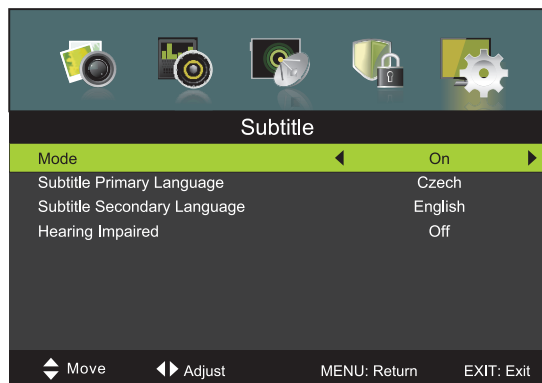 Subtitle
Mode On
Subtitle Primary Language Czech
Subtitle Secondary Language English
Hearing Impaired Off
Move Adjust MENU: Return EXIT: Exit